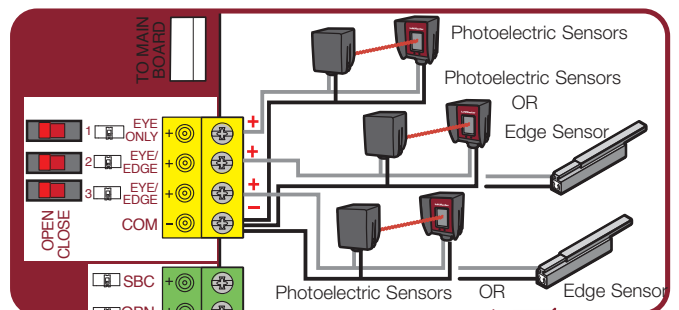 TO MAIN
BOARD
Photoelectric Sensors
Photoelectric Sensors
OR
Edge Sensor
1 EYE
ONLY + +
2 EYE/
EDGE + +
3 EYE/
EDGE + +
COM - −
OPEN
CLOSE
Photoelectric Sensors OR Edge Sensor
SBC +